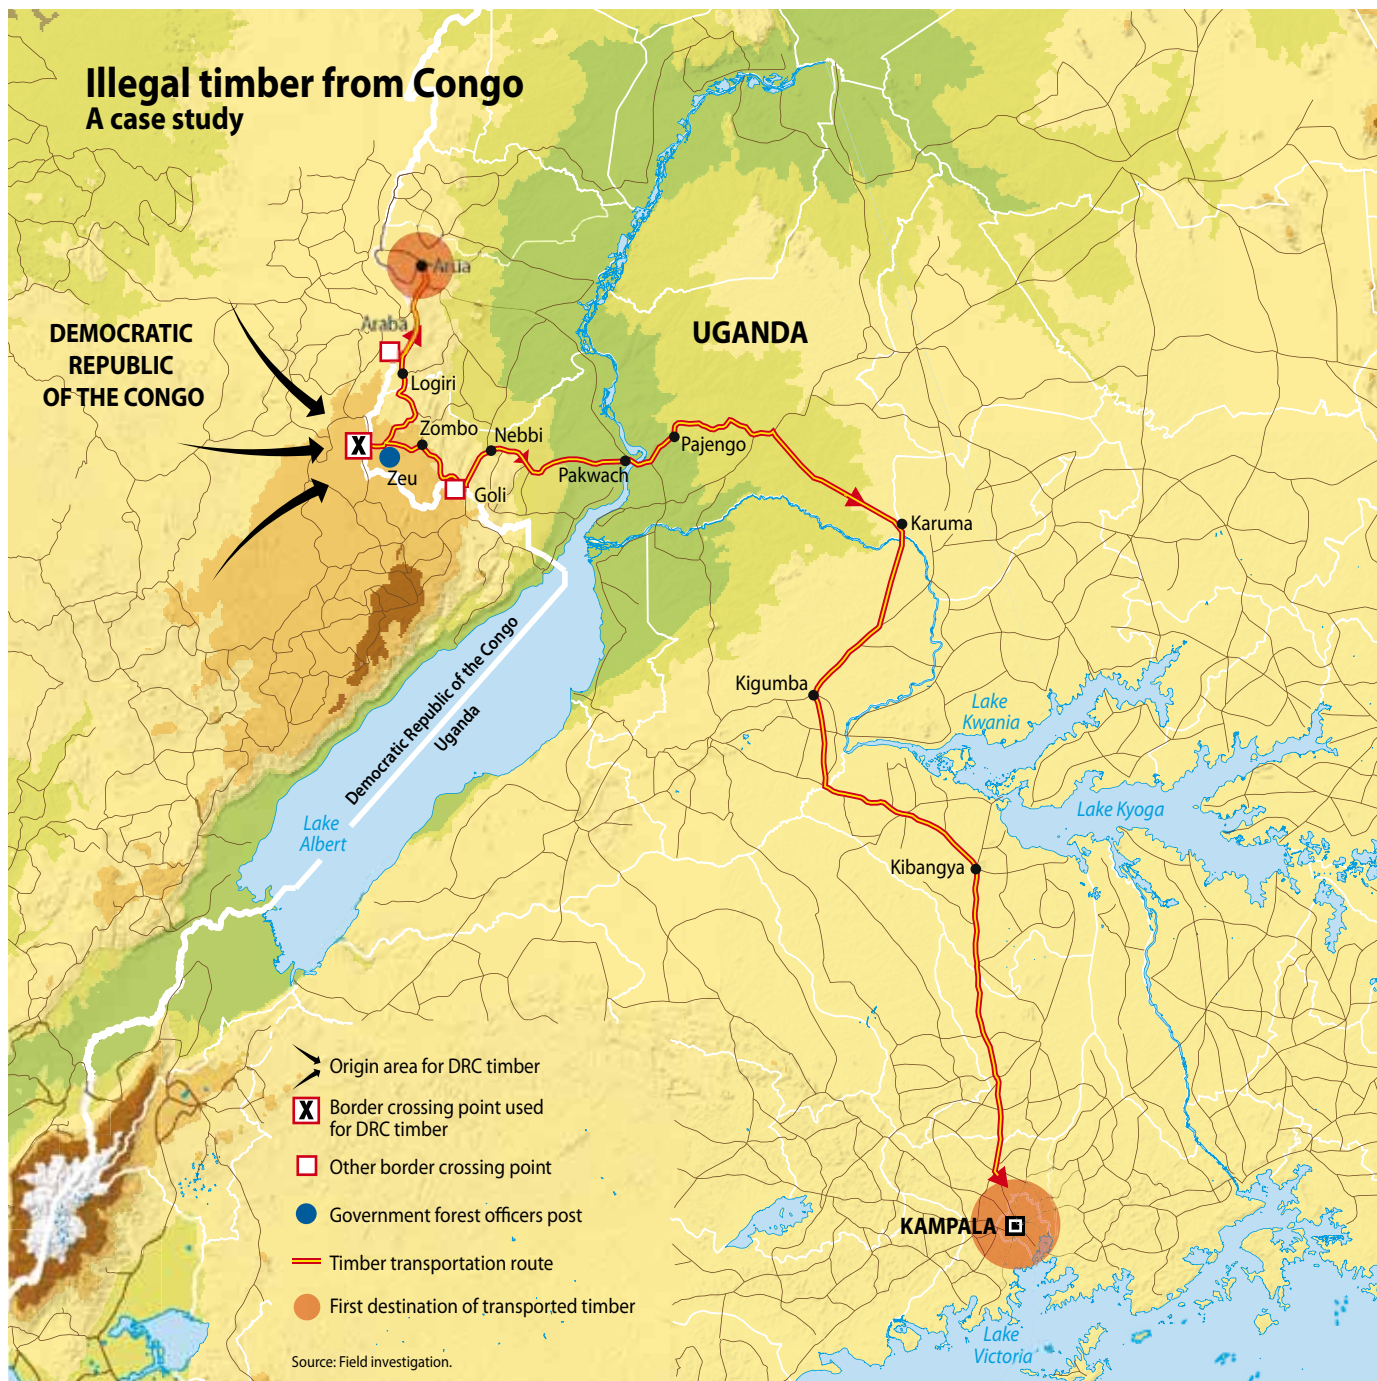 Illegal timber from Congo
A case study
Arua
Araba
DEMOCRATIC
REPUBLIC
OF THE CONGO
UGANDA
Logiri
Zombo
Nebbi
Pajengo
Pakwach
Zeu
Goli
Karuma
Democratic Republic of the Congo
Uganda
Kigumba
Lake
Kwania
Lake Kyoga
Lake
Albert
Kibangya
Origin area for DRC timber
X Border crossing point used
for DRC timber
Other border crossing point
Government forest officers post
Timber transportation route
First destination of transported timber
KAMPALA
Lake
Victoria
Source: Field investigation.
X